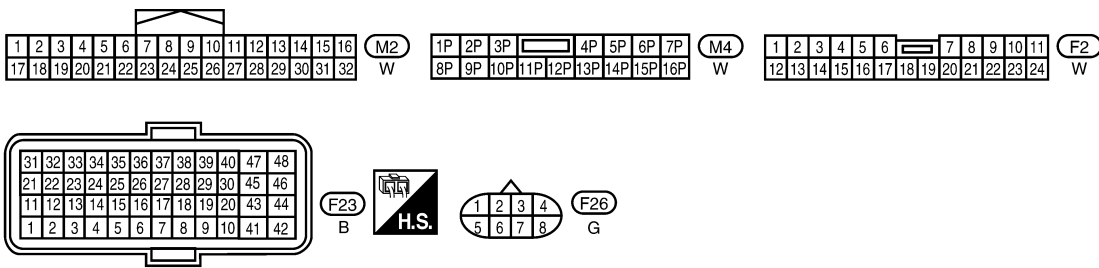 1 2 3 4 5 6 7 8 9 10 11 12 13 14 15 16
17 18 19 20 21 22 23 24 25 26 27 28 29 30 31 32
M2
W
1P 2P 3P 4P 5P 6P 7P
8P 9P 10P 11P 12P 13P 14P 15P 16P
M4
W
1 2 3 4 5 6 7 8 9 10 11
12 13 14 15 16 17 18 19 20 21 22 23 24
F2
W
31 32 33 34 35 36 37 38 39 40 47 48
21 22 23 24 25 26 27 28 29 30 45 46
11 12 13 14 15 16 17 18 19 20 43 44
1 2 3 4 5 6 7 8 9 10 41 42
F23
B
H.S.
1 2 3 4
5 6 7 8
F26
G